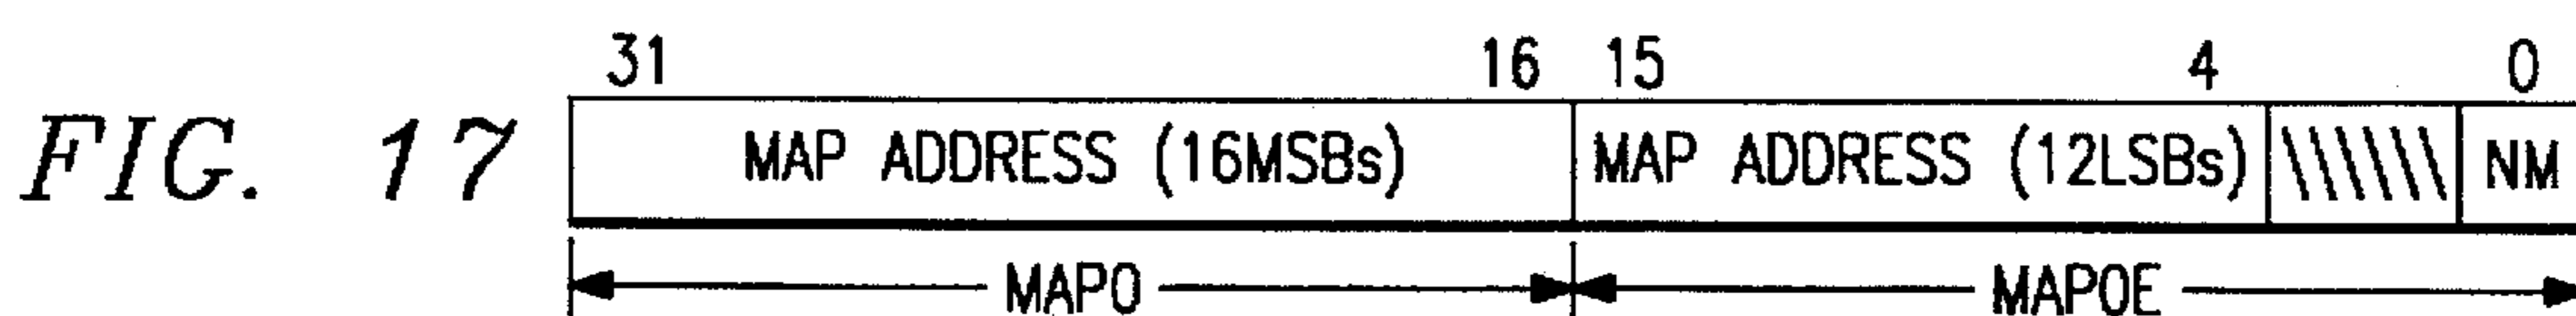 31 16 15 4 0
FIG. 17 MAP ADDRESS (16MSBs) MAP ADDRESS (12LSBs) NM
MAP0 MAP0E